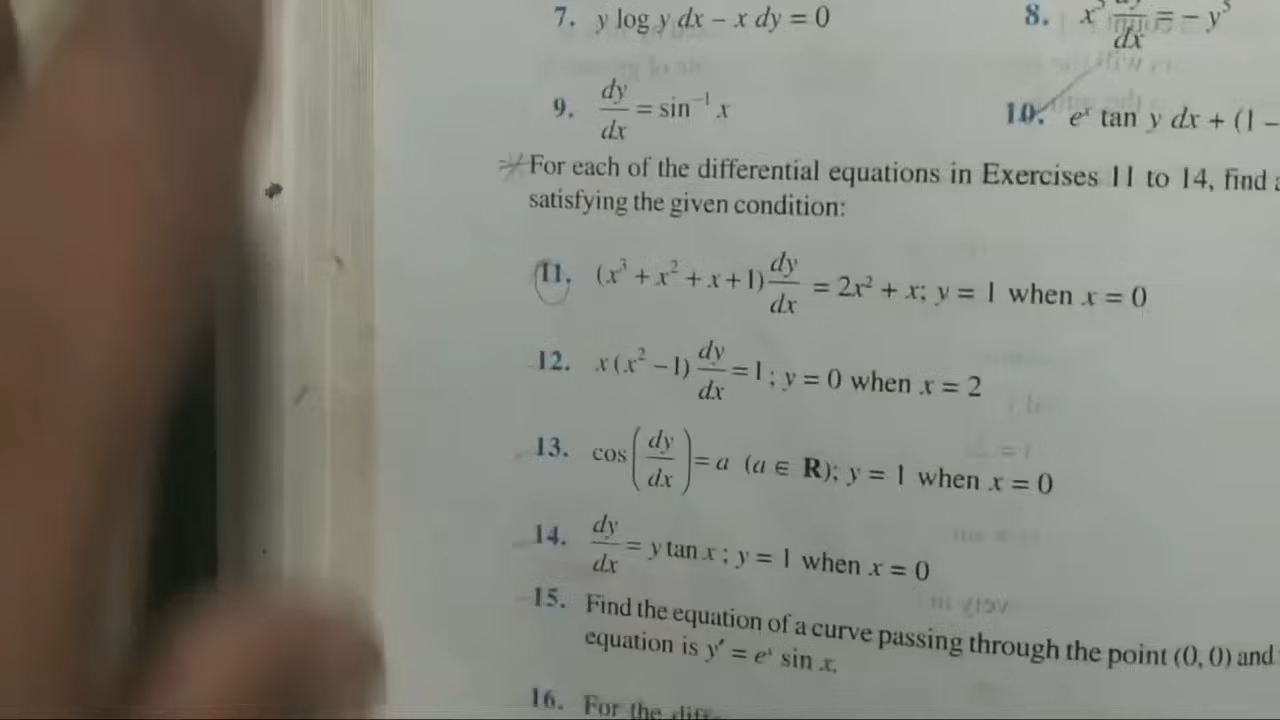 7. y log y dx – x dy = 0
8. x⁵ dy/dx = – y⁵
9. dy/dx = sin⁻¹ x
10. eˣ tan y dx + (1 –
For each of the differential equations in Exercises 11 to 14, find
satisfying the given condition:
11. (x³ + x² + x + 1) dy/dx = 2x² + x; y = 1 when x = 0
12. x (x² – 1) dy/dx = 1 ; y = 0 when x = 2
13. cos (dy/dx) = a (a ∈ R); y = 1 when x = 0
14. dy/dx = y tan x ; y = 1 when x = 0
15. Find the equation of a curve passing through the point (0, 0) and
equation is y′ = eˣ sin x.
16. For the